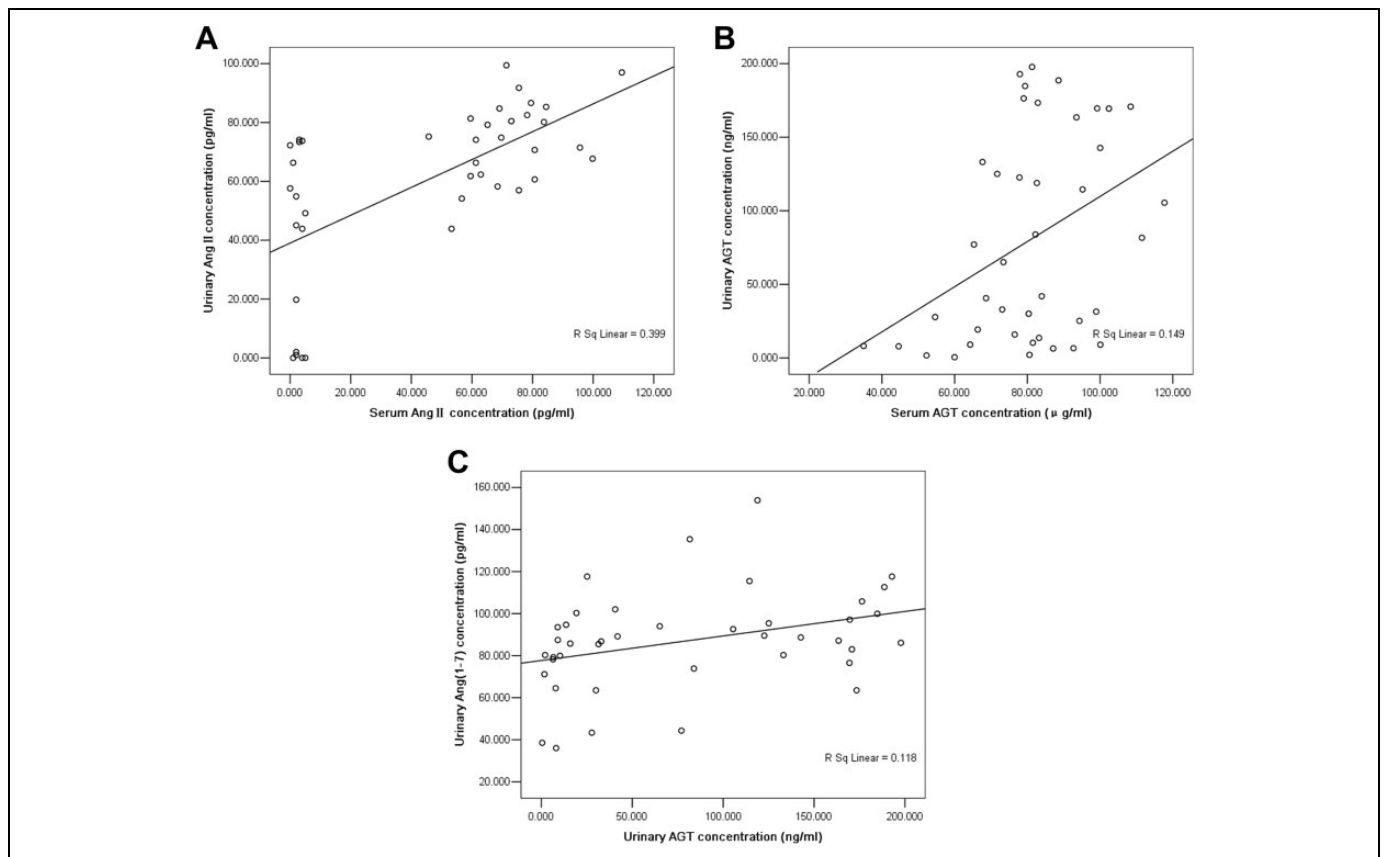 A
100.000
80.000
60.000
40.000
20.000
0.000
Urinary Ang II concentration (pg/ml)
R Sq Linear = 0.399
0.000 20.000 40.000 60.000 80.000 100.000 120.000
Serum Ang II concentration (pg/ml)
B
200.000
150.000
100.000
50.000
0.000
Urinary AGT concentration (ng/ml)
R Sq Linear = 0.149
20.000 40.000 60.000 80.000 100.000 120.000
Serum AGT concentration (μ g/ml)
C
160.000
140.000
120.000
100.000
80.000
60.000
40.000
20.000
Urinary Ang(1-7) concentration (pg/ml)
R Sq Linear = 0.118
0.000 50.000 100.000 150.000 200.000
Urinary AGT concentration (ng/ml)